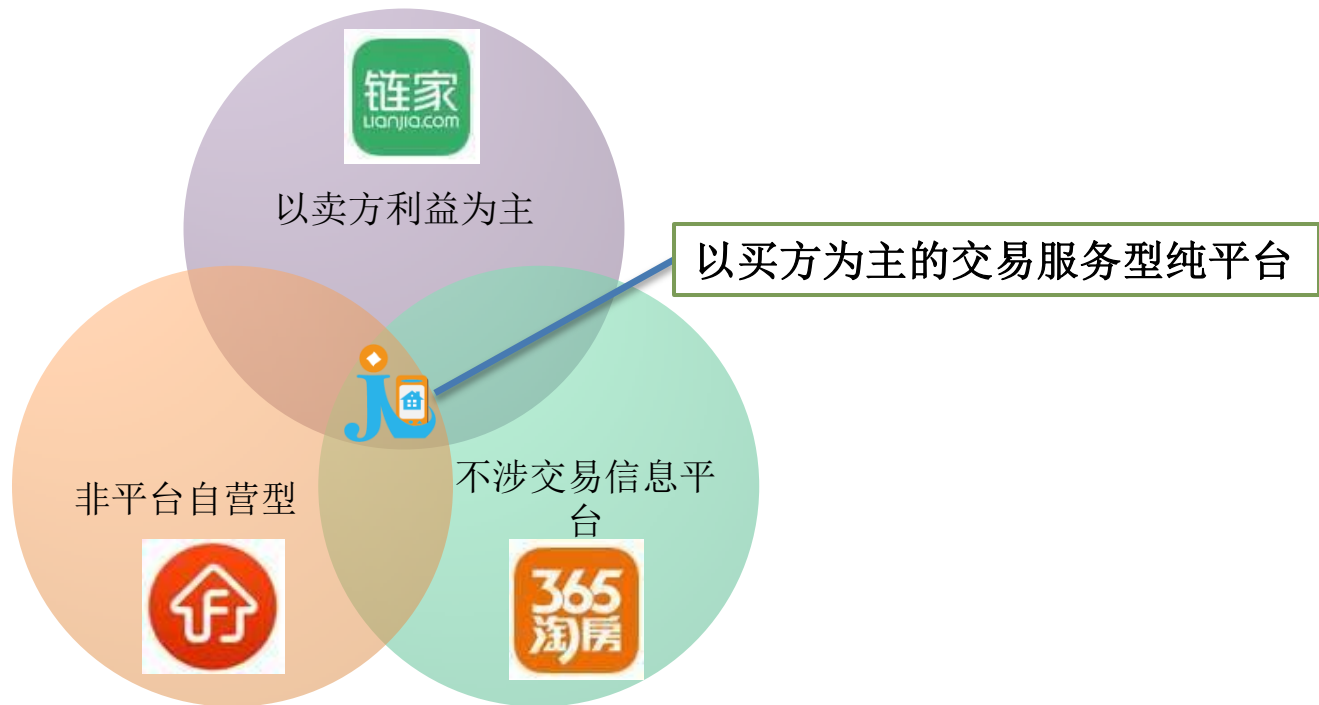 链家
Lianjia.com
以卖方利益为主
以买方为主的交易服务型纯平台
非平台自营型
不涉交易信息平
台
F
365
淘房